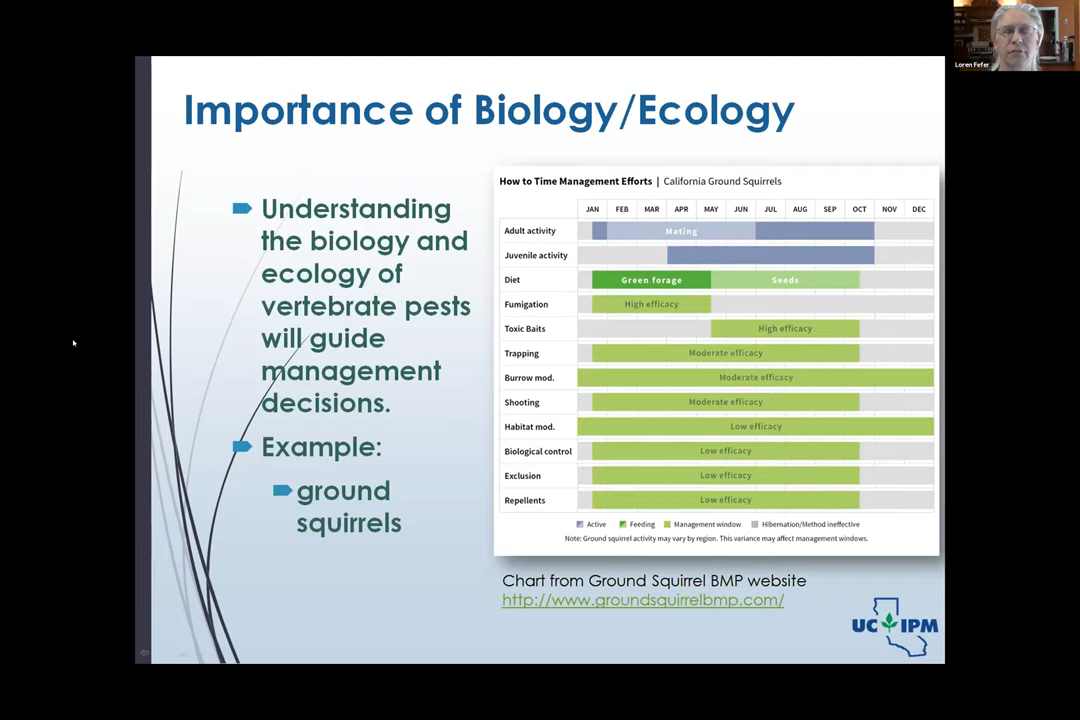 Loren Fefer
Importance of Biology/Ecology
Understanding
the biology and
ecology of
vertebrate pests
will guide
management
decisions.
Example:
ground
squirrels
How to Time Management Efforts | California Ground Squirrels
JAN FEB MAR APR MAY JUN JUL AUG SEP OCT NOV DEC
Adult activity Mating
Juvenile activity
Diet Green forage Seeds
Fumigation High efficacy
Toxic Baits High efficacy
Trapping Moderate efficacy
Burrow mod. Moderate efficacy
Shooting Moderate efficacy
Habitat mod. Low efficacy
Biological control Low efficacy
Exclusion Low efficacy
Repellents Low efficacy
Active Feeding Management window Hibernation/Method ineffective
Note: Ground squirrel activity may vary by region. This variance may affect management windows.
Chart from Ground Squirrel BMP website
http://www.groundsquirrelbmp.com/
UC IPM